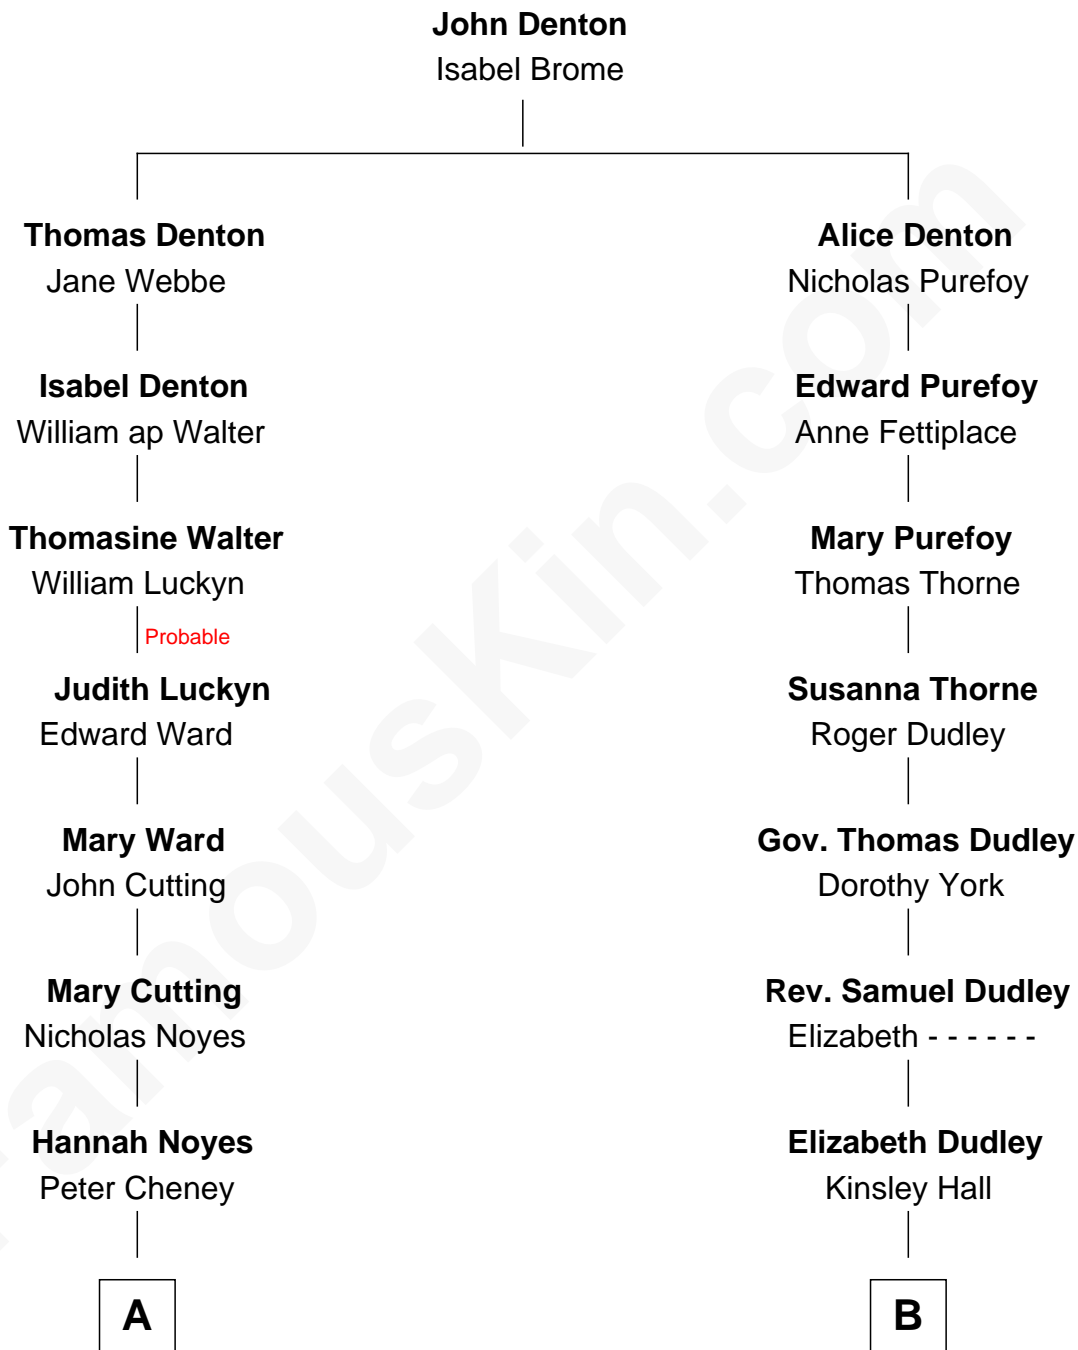 John Denton
Isabel Brome
Thomas Denton
Jane Webbe
Alice Denton
Nicholas Purefoy
Isabel Denton
William ap Walter
Edward Purefoy
Anne Fettiplace
Thomasine Walter
William Luckyn
Mary Purefoy
Thomas Thorne
Probable
Judith Luckyn
Edward Ward
Susanna Thorne
Roger Dudley
Mary Ward
John Cutting
Gov. Thomas Dudley
Dorothy York
Mary Cutting
Nicholas Noyes
Rev. Samuel Dudley
Elizabeth - - - - - -
Hannah Noyes
Peter Cheney
Elizabeth Dudley
Kinsley Hall
A
B
FamousKin.com